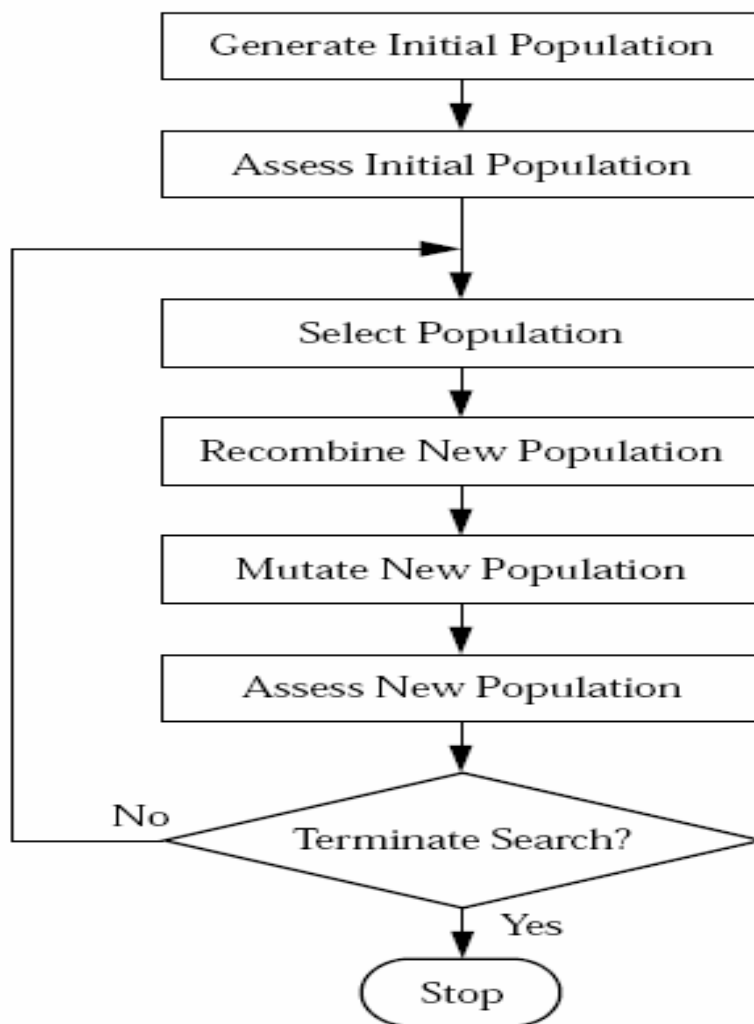 Generate Initial Population
Assess Initial Population
Select Population
Recombine New Population
Mutate New Population
Assess New Population
No
Terminate Search?
Yes
Stop